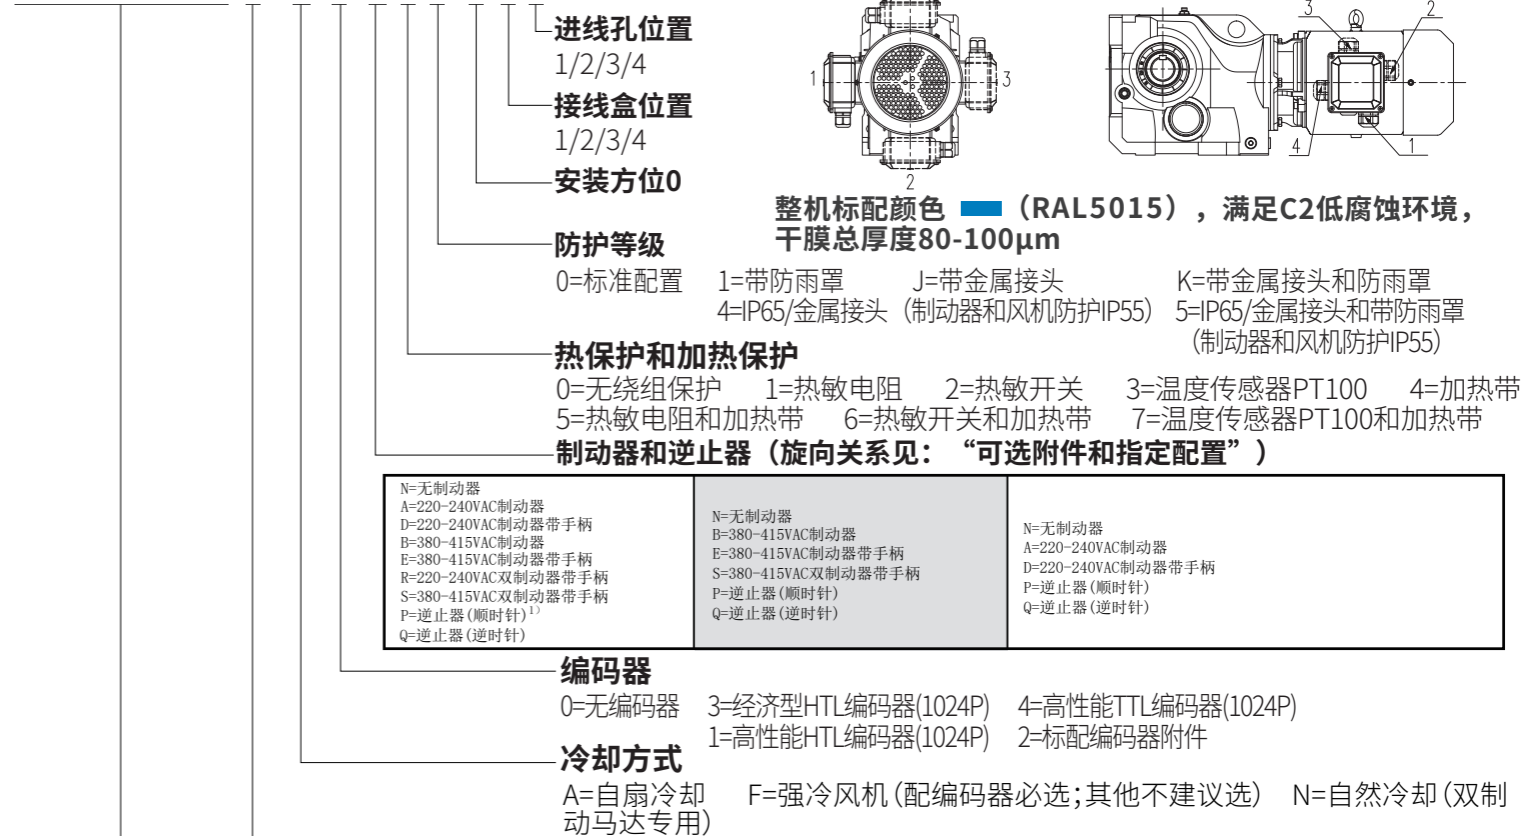 进线孔位置
1/2/3/4
接线盒位置
1/2/3/4
安装方位0
1
3
2
3
2
4
1
整机标配颜色 （RAL5015），满足C2低腐蚀环境，
干膜总厚度80-100μm
防护等级
0=标准配置 1=带防雨罩 J=带金属接头 K=带金属接头和防雨罩
4=IP65/金属接头（制动器和风机防护IP55） 5=IP65/金属接头和带防雨罩
（制动器和风机防护IP55）
热保护和加热保护
0=无绕组保护 1=热敏电阻 2=热敏开关 3=温度传感器PT100 4=加热带
5=热敏电阻和加热带 6=热敏开关和加热带 7=温度传感器PT100和加热带
制动器和逆止器（旋向关系见：“可选附件和指定配置”）
N=无制动器
A=220-240VAC制动器
D=220-240VAC制动器带手柄
B=380-415VAC制动器
E=380-415VAC制动器带手柄
R=220-240VAC双制动器带手柄
S=380-415VAC双制动器带手柄
P=逆止器(顺时针)1)
Q=逆止器(逆时针)
N=无制动器
B=380-415VAC制动器
E=380-415VAC制动器带手柄
S=380-415VAC双制动器带手柄
P=逆止器(顺时针)
Q=逆止器(逆时针)
N=无制动器
A=220-240VAC制动器
D=220-240VAC制动器带手柄
P=逆止器(顺时针)
Q=逆止器(逆时针)
编码器
0=无编码器 3=经济型HTL编码器(1024P) 4=高性能TTL编码器(1024P)
1=高性能HTL编码器(1024P) 2=标配编码器附件
冷却方式
A=自扇冷却 F=强冷风机(配编码器必选;其他不建议选) N=自然冷却(双制
动马达专用)